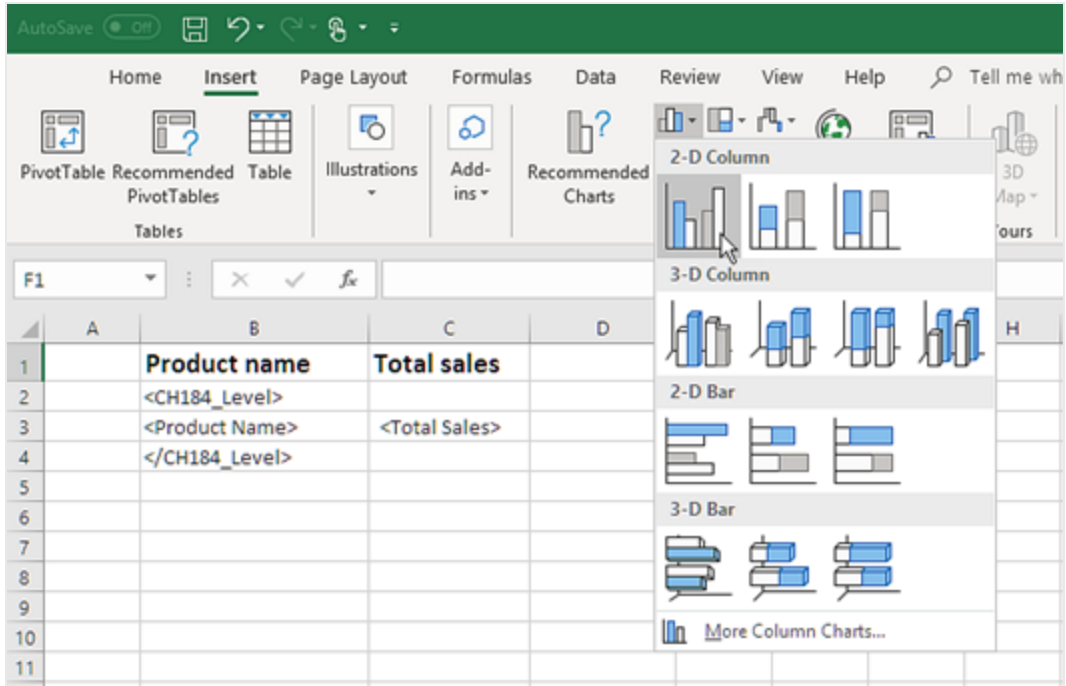 AutoSave Off
Home Insert Page Layout Formulas Data Review View Help Tell me wh
PivotTable Recommended PivotTables Table Illustrations Add-ins Recommended Charts 3D Map
Tables ours
2-D Column
3-D Column
2-D Bar
3-D Bar
More Column Charts...
F1 fx
A B C D H
1 Product name Total sales
2 <CH184_Level>
3 <Product Name> <Total Sales>
4 </CH184_Level>
5
6
7
8
9
10
11